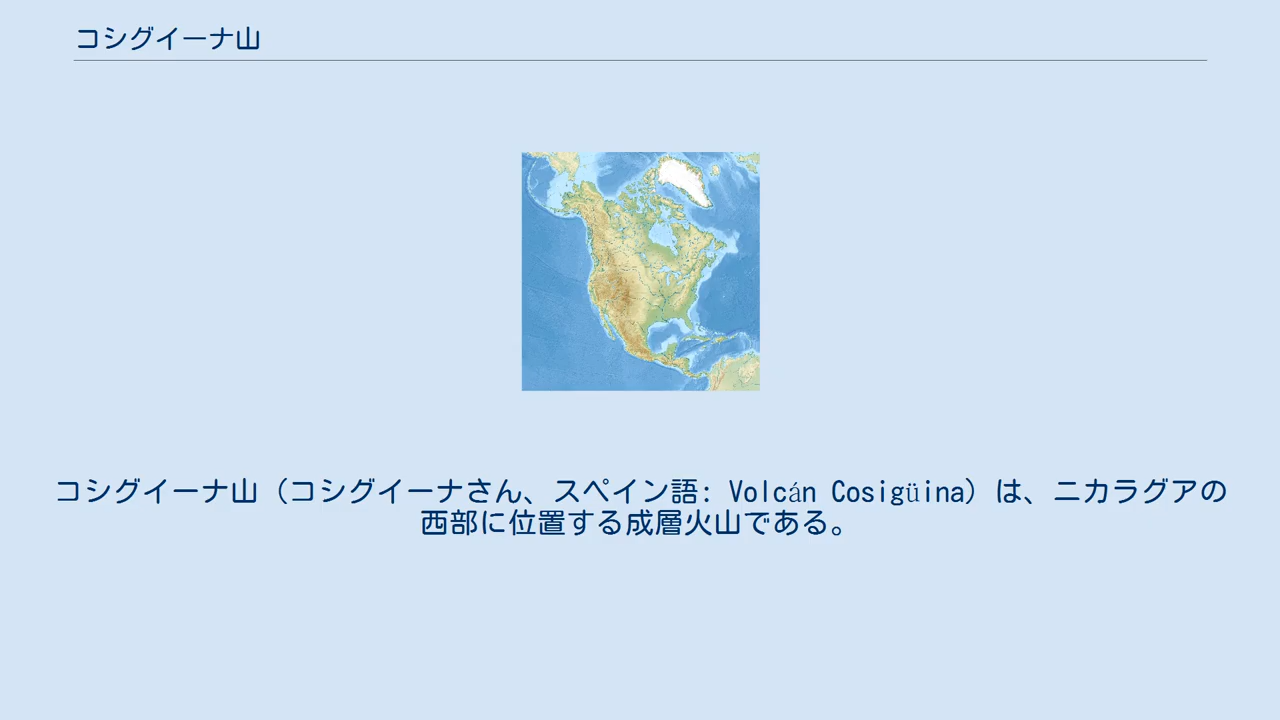 コシグイーナ山
コシグイーナ山（コシグイーナさん、スペイン語: Volcán Cosigüina）は、ニカラグアの
西部に位置する成層火山である。